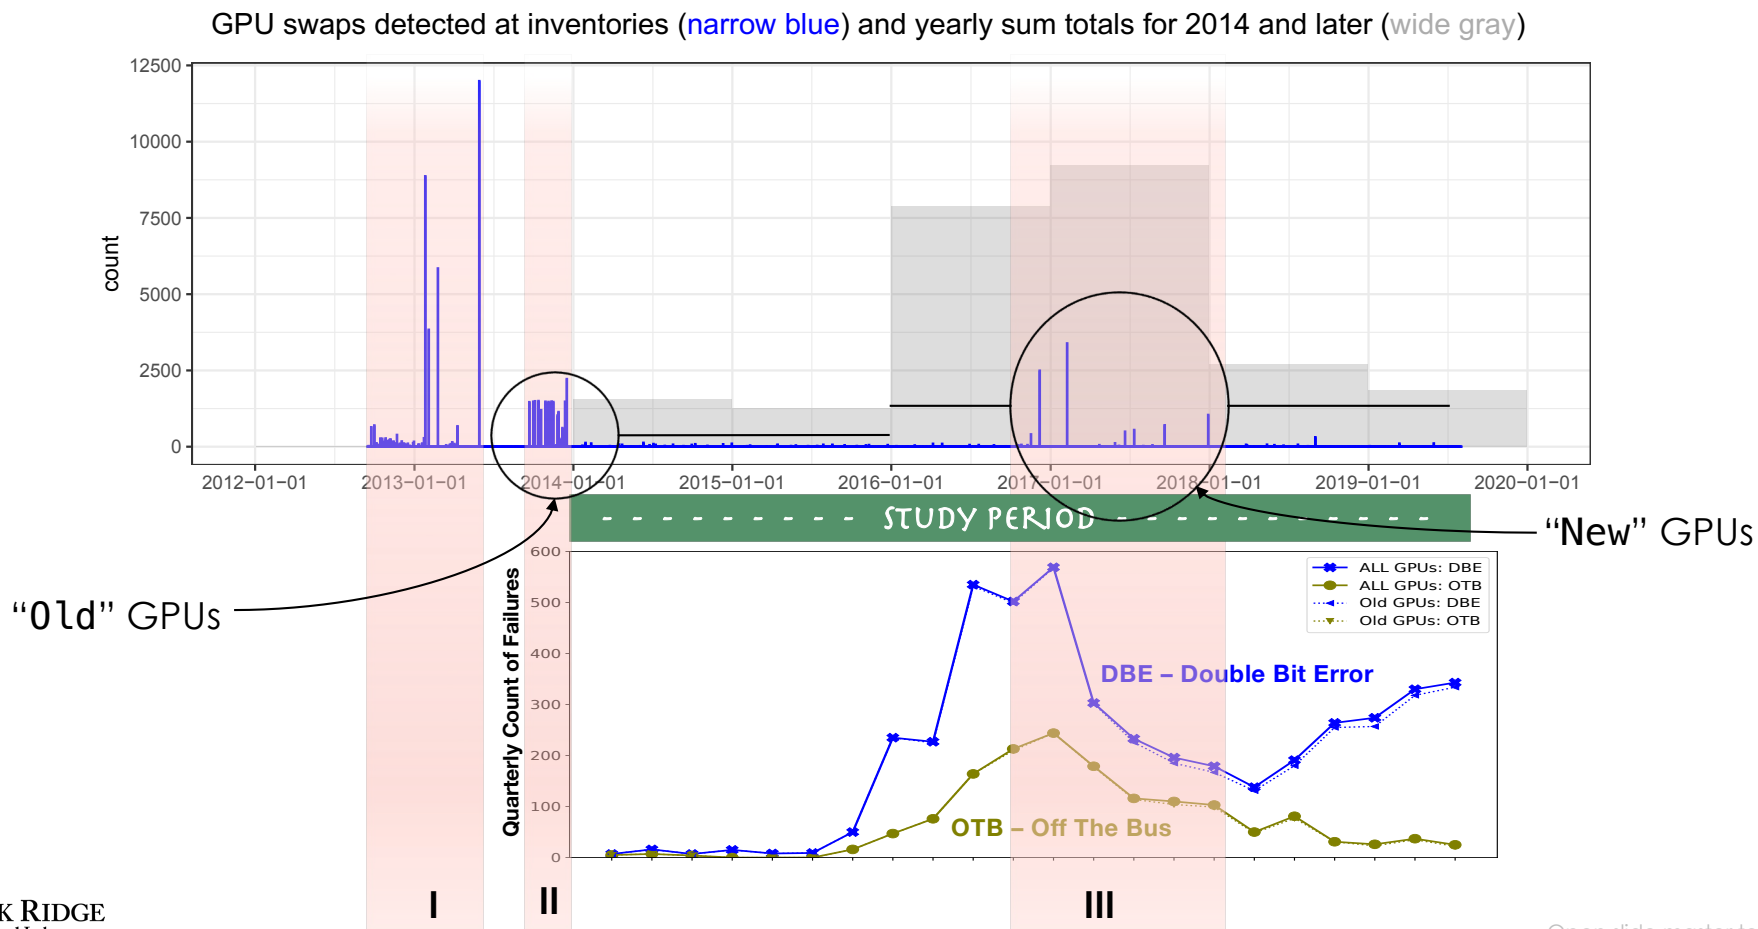 GPU swaps detected at inventories (narrow blue) and yearly sum totals for 2014 and later (wide gray)
12500
10000
7500
5000
2500
0
count
2012−01−01
2013−01−01
2014−01−01
2015−01−01
2016−01−01
2017−01−01
2018−01−01
2019−01−01
2020−01−01
STUDY PERIOD
"New" GPUs
"Old" GPUs
600
500
400
300
200
100
0
Quarterly Count of Failures
ALL GPUs: DBE
ALL GPUs: OTB
Old GPUs: DBE
Old GPUs: OTB
DBE – Double Bit Error
OTB – Off The Bus
I
II
III
K RIDGE